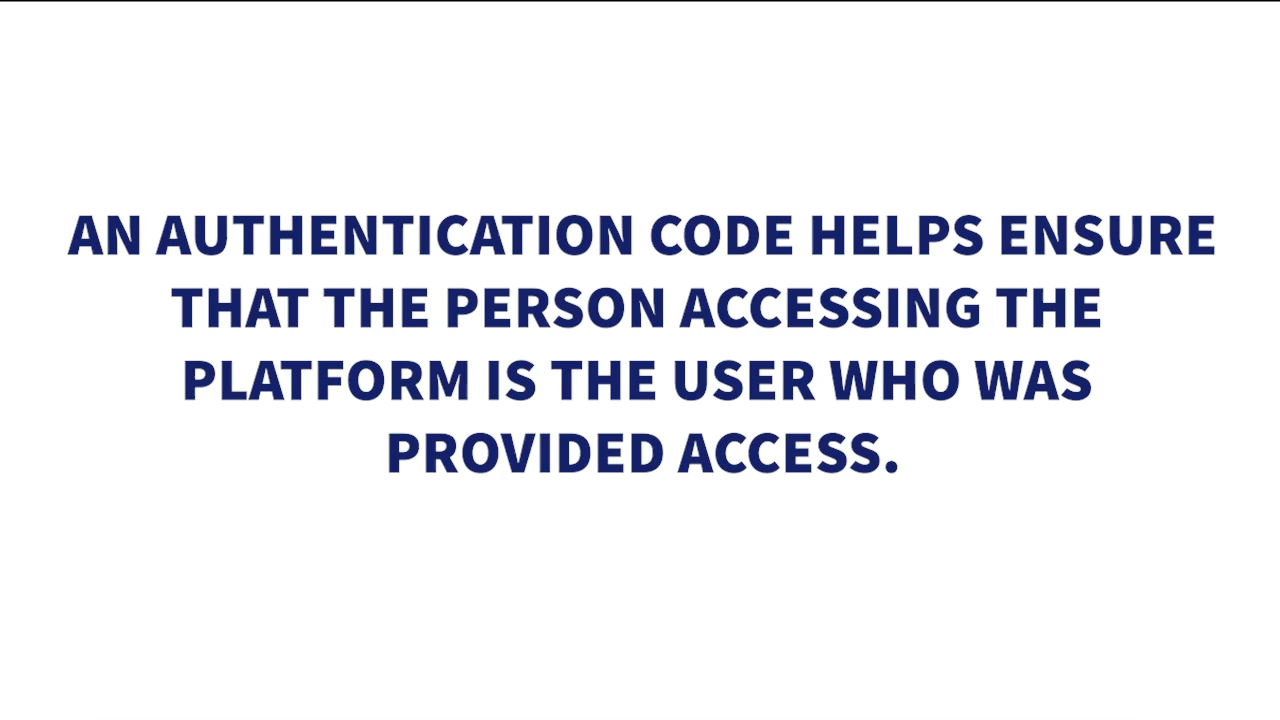 AN AUTHENTICATION CODE HELPS ENSURE
THAT THE PERSON ACCESSING THE
PLATFORM IS THE USER WHO WAS
PROVIDED ACCESS.